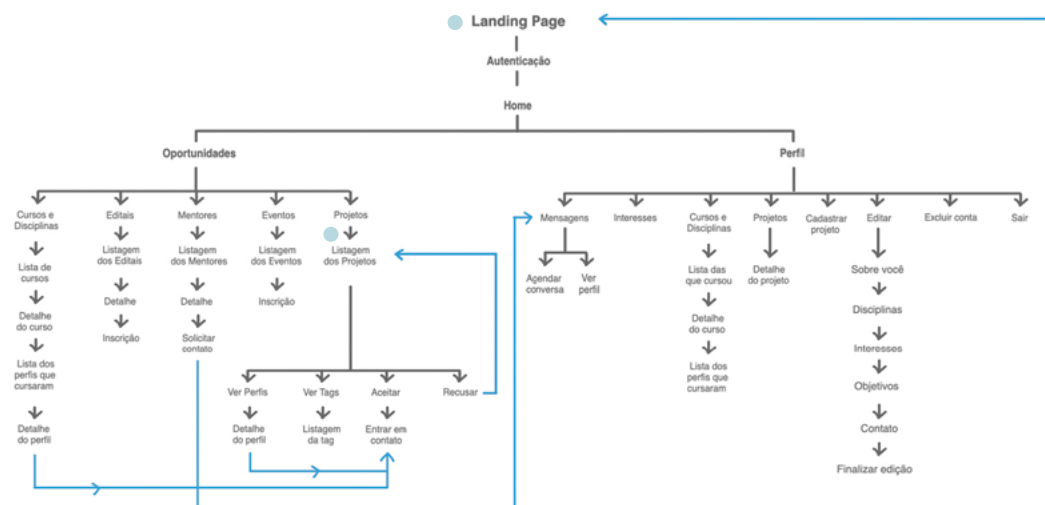 Landing Page
Autenticação
Home
Oportunidades
Perfil
Cursos e
Disciplinas
Editais
Mentores
Eventos
Projetos
Mensagens
Interesses
Cursos e
Disciplinas
Projetos
Cadastrar
projeto
Editar
Excluir conta
Sair
Lista de
cursos
Listagem
dos Editais
Listagem
dos Mentores
Listagem
dos Eventos
Listagem
dos Projetos
Agendar
conversa
Ver
perfil
Lista das
que cursou
Detalhe
do projeto
Sobre você
Detalhe
do curso
Detalhe
Detalhe
Inscrição
Detalhe
do curso
Disciplinas
Lista dos
perfis que
cursaram
Inscrição
Solicitar
contato
Lista dos
perfis que
cursaram
Interesses
Ver Perfis
Ver Tags
Aceitar
Recusar
Objetivos
Detalhe
do perfil
Detalhe
do perfil
Listagem
da tag
Entrar em
contato
Contato
Finalizar edição